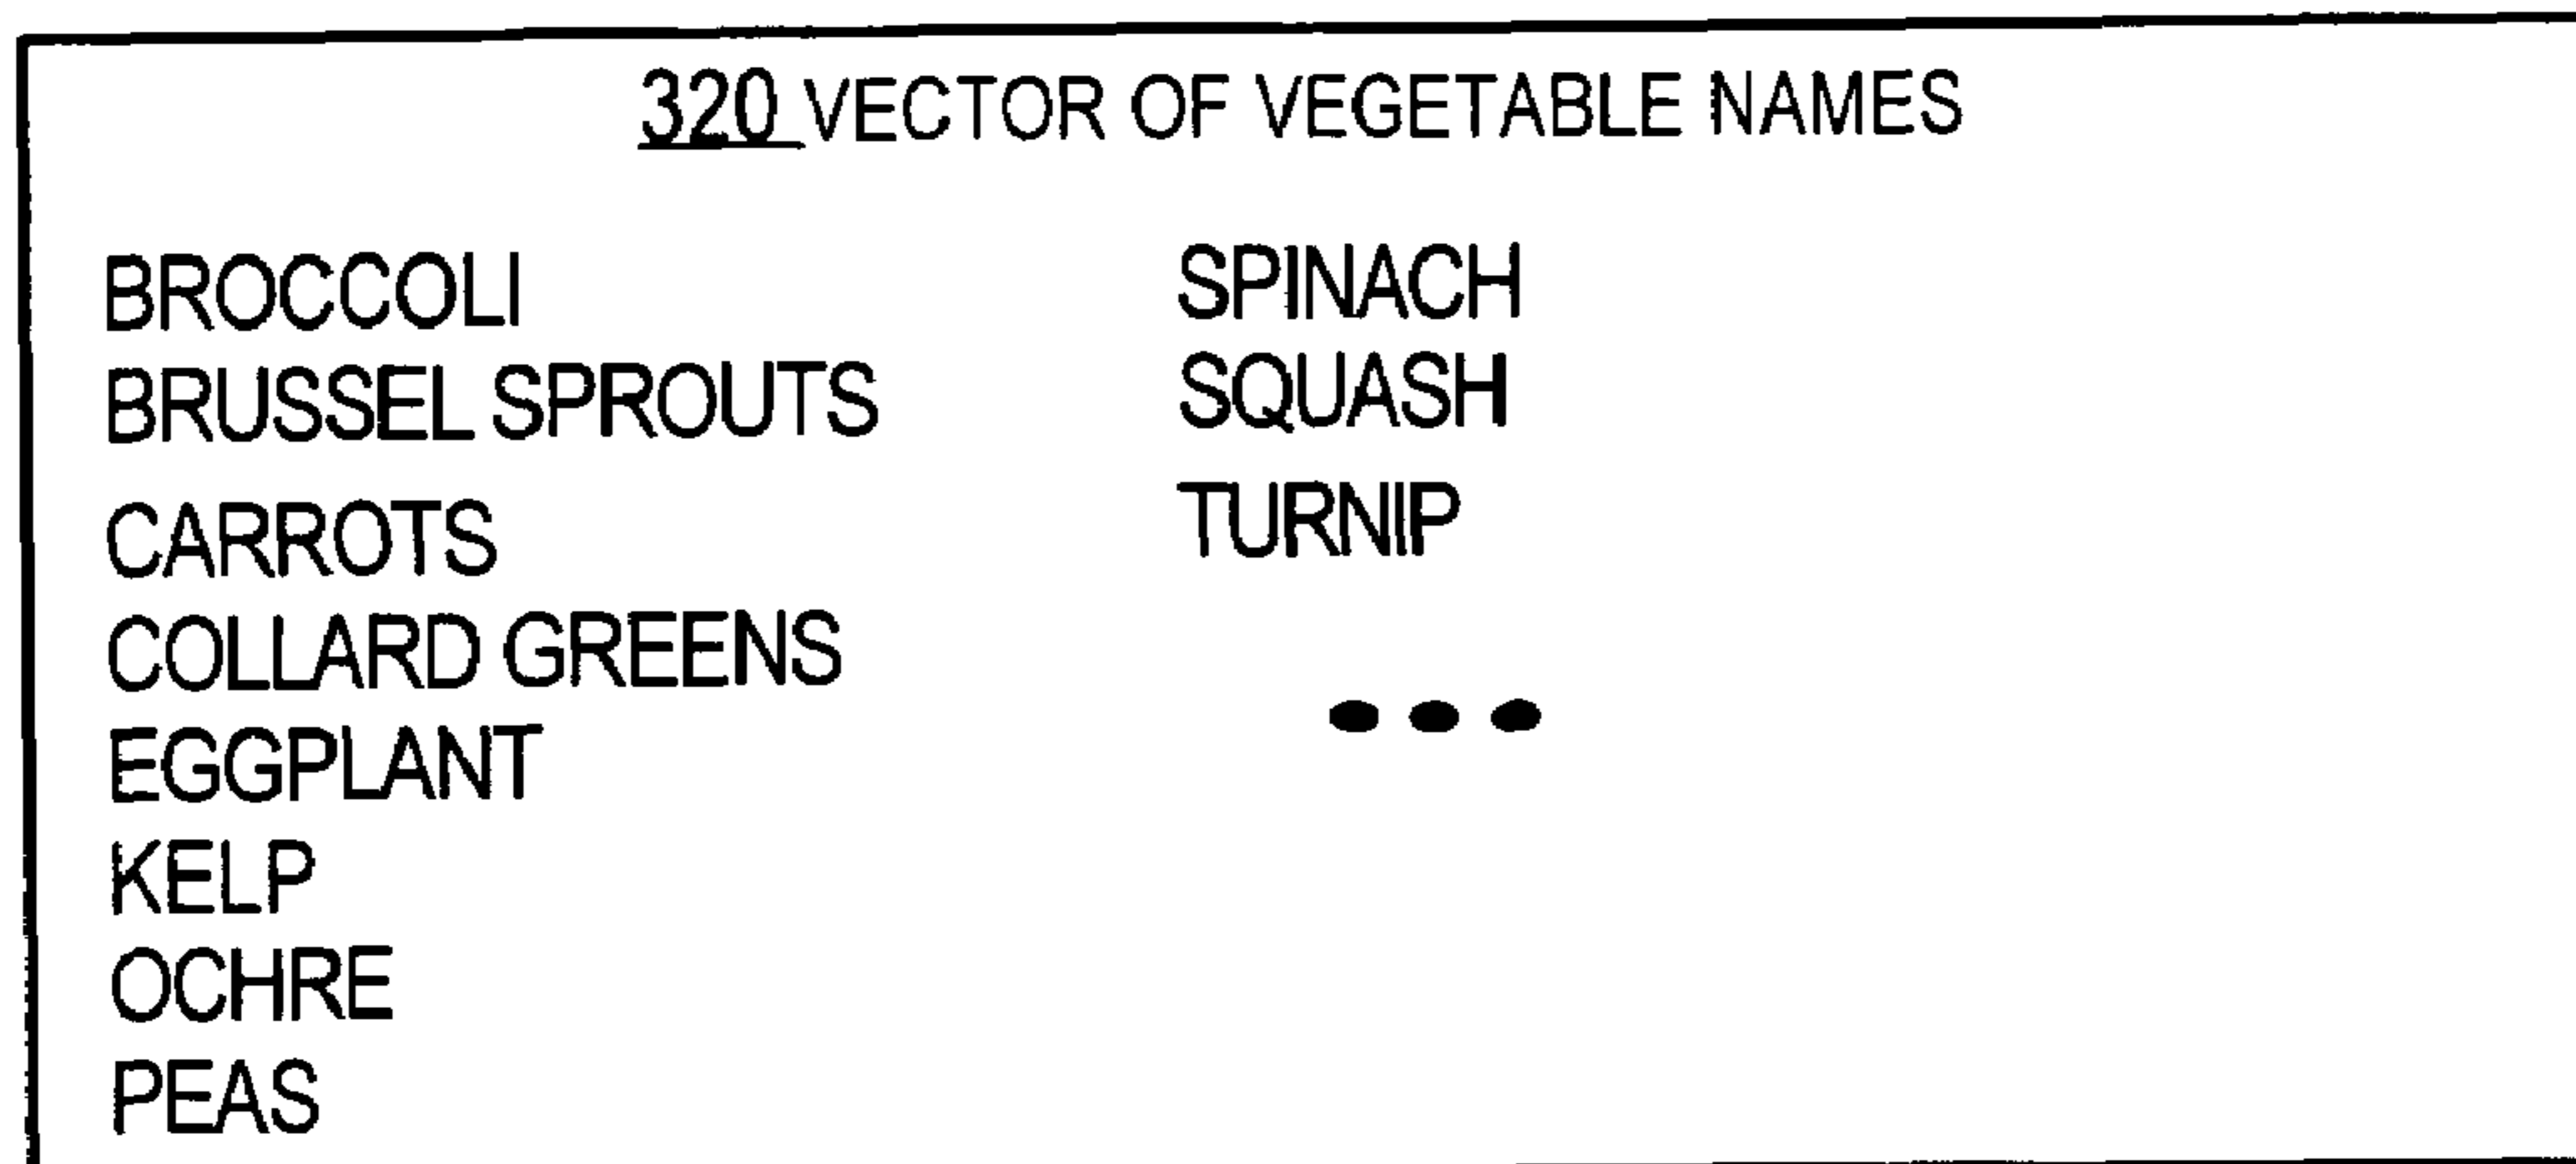 320 VECTOR OF VEGETABLE NAMES
BROCCOLI
BRUSSEL SPROUTS
CARROTS
COLLARD GREENS
EGGPLANT
KELP
OCHRE
PEAS
SPINACH
SQUASH
TURNIP
● ● ●